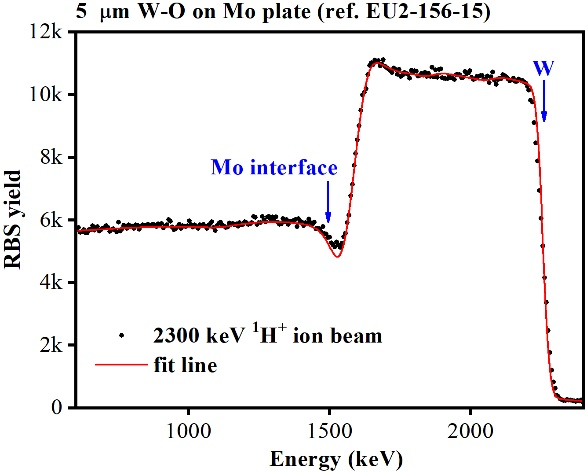 5 μm W-O on Mo plate (ref. EU2-156-15)
12k
10k
8k
6k
4k
2k
0
RBS yield
W
Mo interface
2300 keV ¹H⁺ ion beam
fit line
1000
1500
2000
Energy (keV)